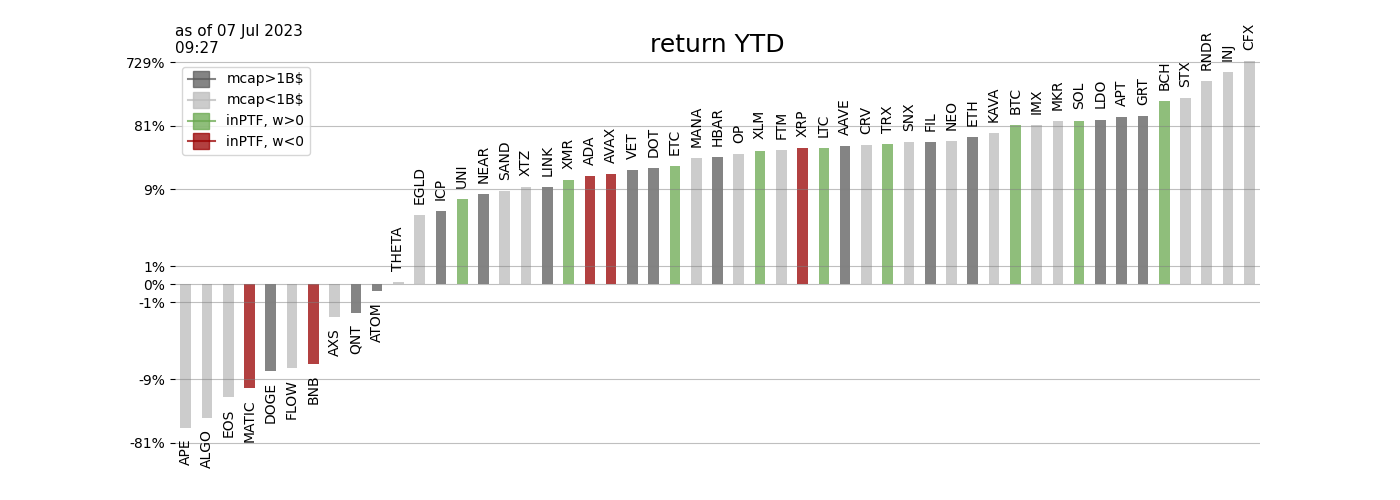 as of 07 Jul 2023
09:27
return YTD
729%
81%
9%
1%
0%
-1%
-9%
-81%
mcap>1B$
mcap<1B$
inPTF, w>0
inPTF, w<0
APE
ALGO
EOS
MATIC
DOGE
FLOW
BNB
AXS
QNT
ATOM
THETA
EGLD
ICP
UNI
NEAR
SAND
XTZ
LINK
XMR
ADA
AVAX
VET
DOT
ETC
MANA
HBAR
OP
XLM
FTM
XRP
LTC
AAVE
CRV
TRX
SNX
FIL
NEO
ETH
KAVA
BTC
IMX
MKR
SOL
LDO
APT
GRT
BCH
STX
RNDR
INJ
CFX